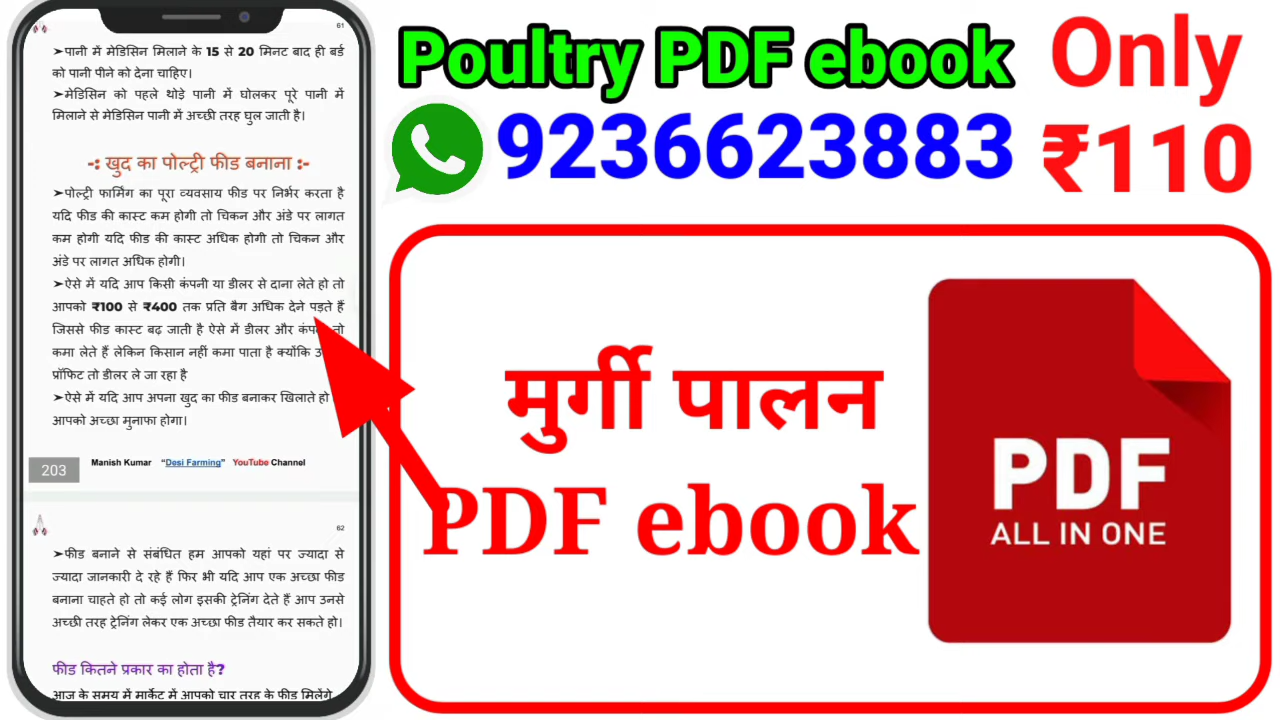 61
➤पानी में मेडिसिन मिलाने के 15 से 20 मिनट बाद ही बर्ड
को पानी पीने को देना चाहिए।
➤मेडिसिन को पहले थोड़े पानी में घोलकर पूरे पानी में
मिलाने से मेडिसिन पानी में अच्छी तरह घुल जाती है।
-: खुद का पोल्ट्री फीड बनाना :-
➤पोल्ट्री फार्मिंग का पूरा व्यवसाय फीड पर निर्भर करता है
यदि फीड की कास्ट कम होगी तो चिकन और अंडे पर लागत
कम होगी यदि फीड की कास्ट अधिक होगी तो चिकन और
अंडे पर लागत अधिक होगी।
➤ऐसे में यदि आप किसी कंपनी या डीलर से दाना लेते हो तो
आपको ₹100 से ₹400 तक प्रति बैग अधिक देने पड़ते हैं
जिससे फीड कास्ट बढ़ जाती है ऐसे में डीलर और तो
कमा लेते हैं लेकिन किसान नहीं कमा पाता है क्योंकि
प्रॉफिट तो डीलर ले जा रहा है
➤ऐसे में यदि आप अपना खुद का फीड बनाकर खिलाते हो
आपको अच्छा मुनाफा होगा।
203
Manish Kumar "Desi Farming" YouTube Channel
62
➤फीड बनाने से संबंधित हम आपको यहां पर ज्यादा से
ज्यादा जानकारी दे रहे हैं फिर भी यदि आप एक अच्छा फीड
बनाना चाहते हो तो कई लोग इसकी ट्रेनिंग देते हैं आप उनसे
अच्छी तरह ट्रेनिंग लेकर एक अच्छा फीड तैयार कर सकते हो।
फीड कितने प्रकार का होता है?
आज के समय में मार्केट में आपको चार तरह के फीड मिलेंगे
Poultry PDF ebook Only
9236623883 ₹110
मुर्गी पालन
PDF ebook
PDF
ALL IN ONE